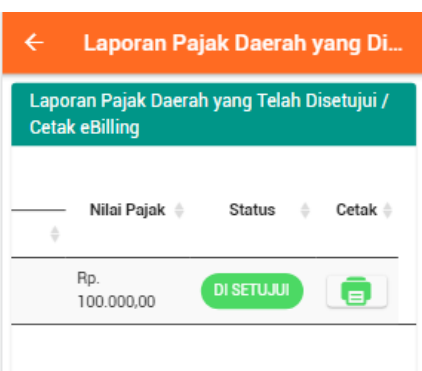 Laporan Pajak Daerah yang Di...
Laporan Pajak Daerah yang Telah Disetujui /
Cetak eBilling
Nilai Pajak Status Cetak
Rp.
100.000,00
DI SETUJUI